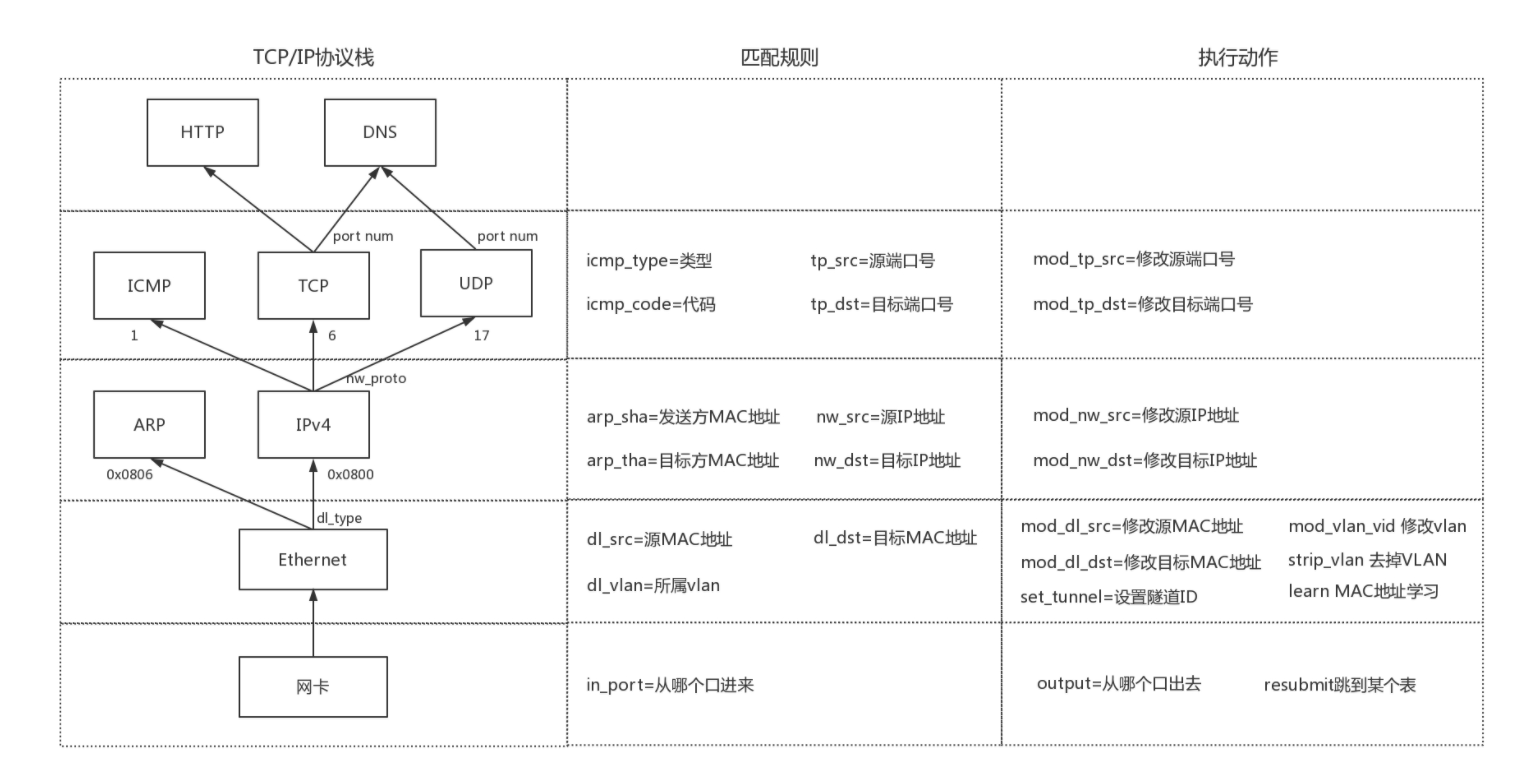 TCP/IP协议栈 匹配规则 执行动作
HTTP DNS
port num port num
ICMP TCP UDP
icmp_type=类型 tp_src=源端口号 mod_tp_src=修改源端口号
icmp_code=代码 tp_dst=目标端口号 mod_tp_dst=修改目标端口号
1 6 17
nw_proto
ARP IPv4
arp_sha=发送方MAC地址 nw_src=源IP地址 mod_nw_src=修改源IP地址
arp_tha=目标方MAC地址 nw_dst=目标IP地址 mod_nw_dst=修改目标IP地址
0x0806 0x0800
dl_type
Ethernet
dl_src=源MAC地址 dl_dst=目标MAC地址 mod_dl_src=修改源MAC地址 mod_vlan_vid 修改vlan
mod_dl_dst=修改目标MAC地址 strip_vlan 去掉VLAN
dl_vlan=所属vlan set_tunnel=设置隧道ID learn MAC地址学习
网卡 in_port=从哪个口进来 output=从哪个口出去 resubmit跳到某个表